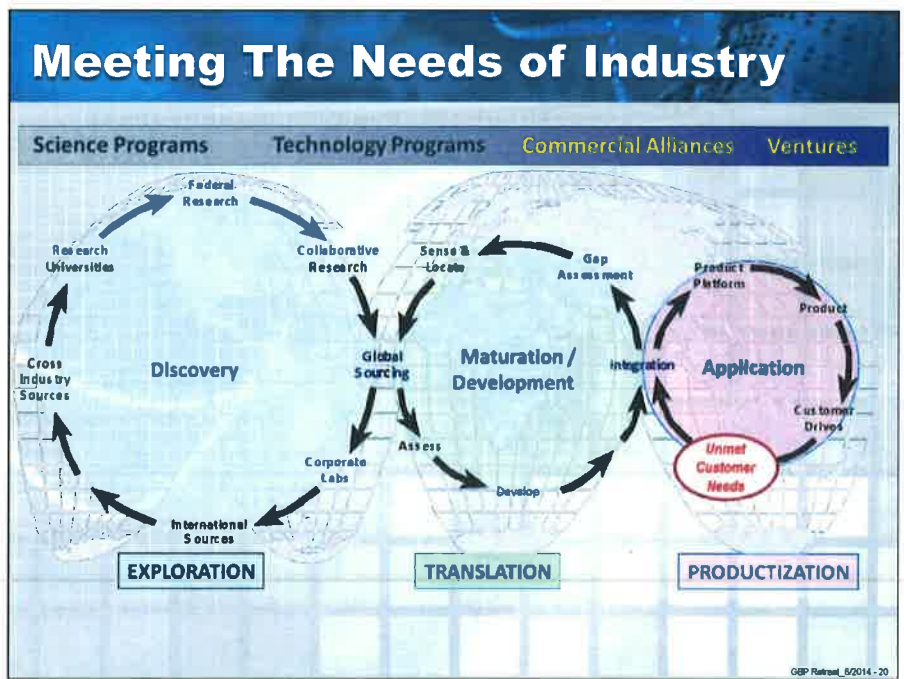 Meeting The Needs of Industry
Science Programs Technology Programs Commercial Alliances Ventures
Federal
Research
Research
Universities
Collaborative
Research
Cross
Industry
Sources
Discovery
Global
Sourcing
Corporate
Labs
International
Sources
EXPLORATION
Sense &
Locate
Gap
Assessment
Maturation /
Development
Integration
Assess
Develop
TRANSLATION
Product
Platform
Product
Application
Customer
Drives
Unmet
Customer
Needs
PRODUCTIZATION
GBP Retreat_6/2014 - 20